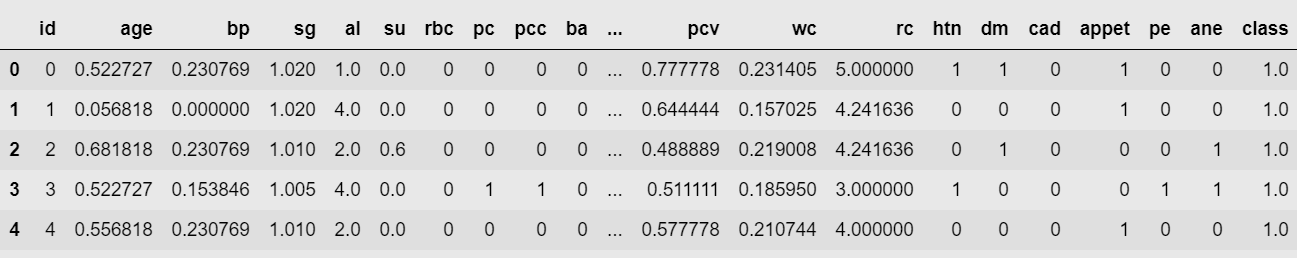 id age bp sg al su rbc pc pcc ba ... pcv wc rc htn dm cad appet pe ane class
0 0 0.522727 0.230769 1.020 1.0 0.0 0 0 0 0 ... 0.777778 0.231405 5.000000 1 1 0 1 0 0 1.0
1 1 0.056818 0.000000 1.020 4.0 0.0 0 0 0 0 ... 0.644444 0.157025 4.241636 0 0 0 1 0 0 1.0
2 2 0.681818 0.230769 1.010 2.0 0.6 0 0 0 0 ... 0.488889 0.219008 4.241636 0 1 0 0 0 1 1.0
3 3 0.522727 0.153846 1.005 4.0 0.0 0 1 1 0 ... 0.511111 0.185950 3.000000 1 0 0 0 1 1 1.0
4 4 0.556818 0.230769 1.010 2.0 0.0 0 0 0 0 ... 0.577778 0.210744 4.000000 0 0 0 1 0 0 1.0